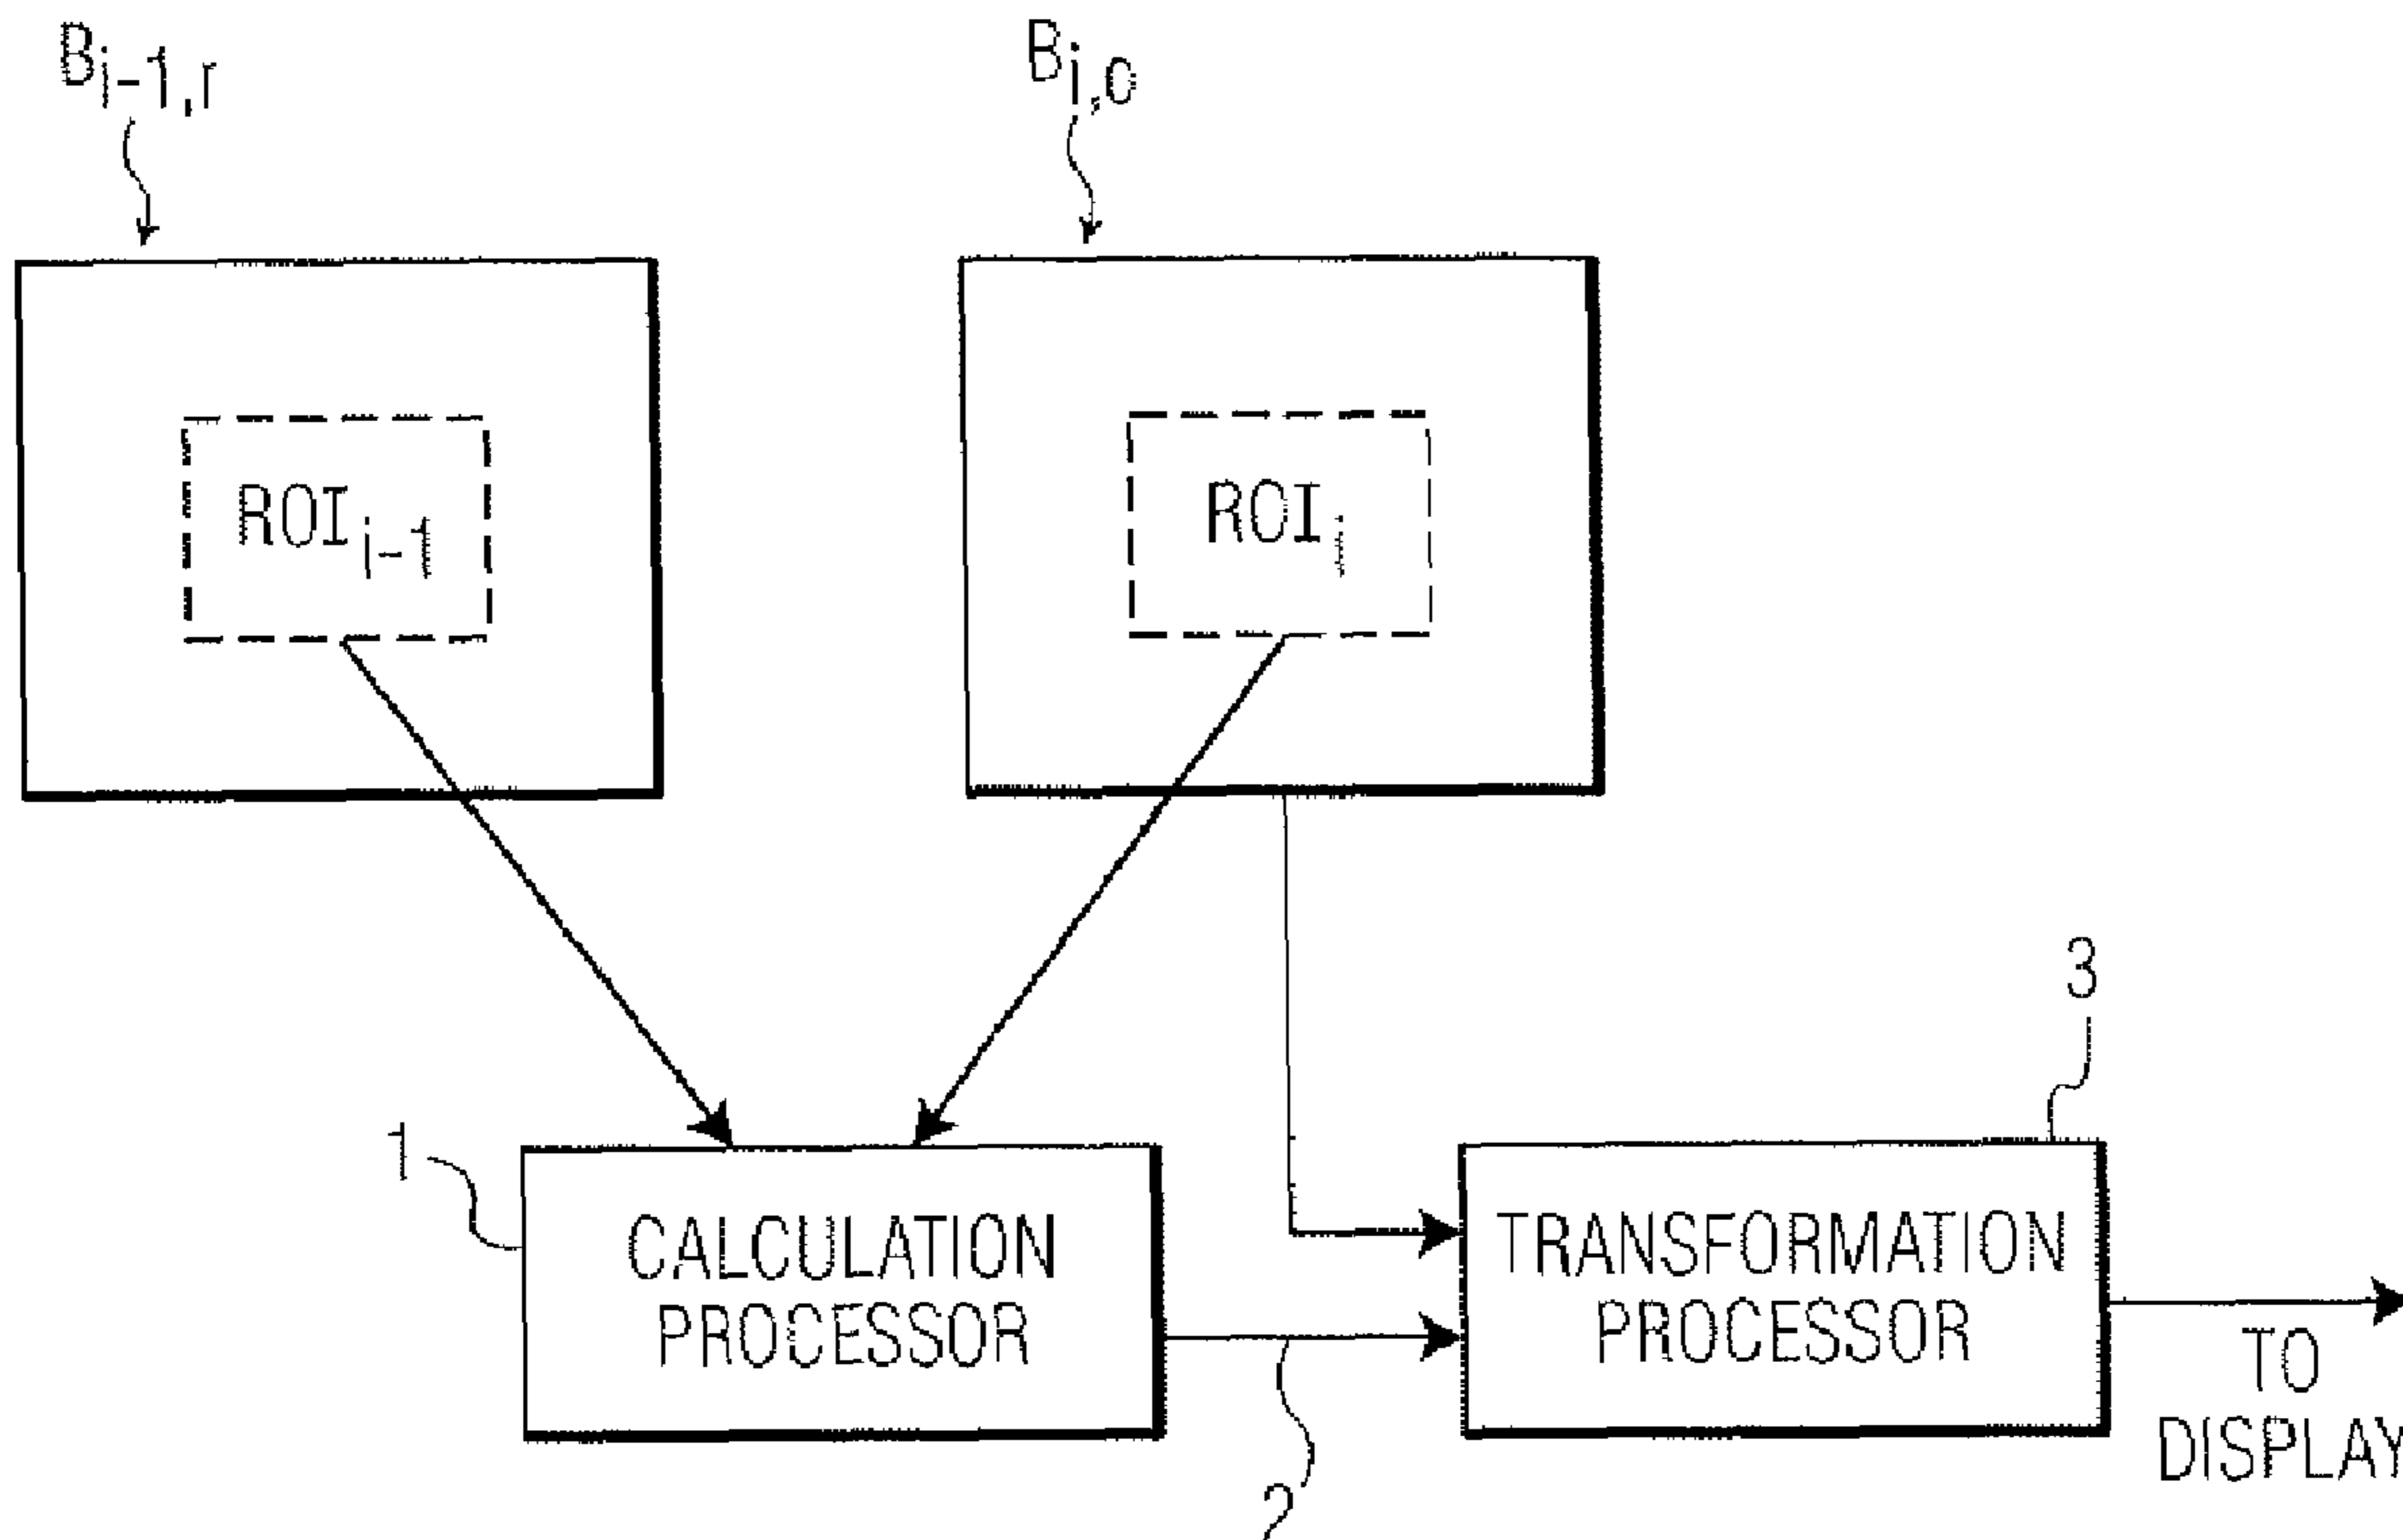 Bi-1,r
Bi,o
ROIi-1
ROIi
3
1
CALCULATION
PROCESSOR
TRANSFORMATION
PROCESSOR
TO
DISPLAY
2